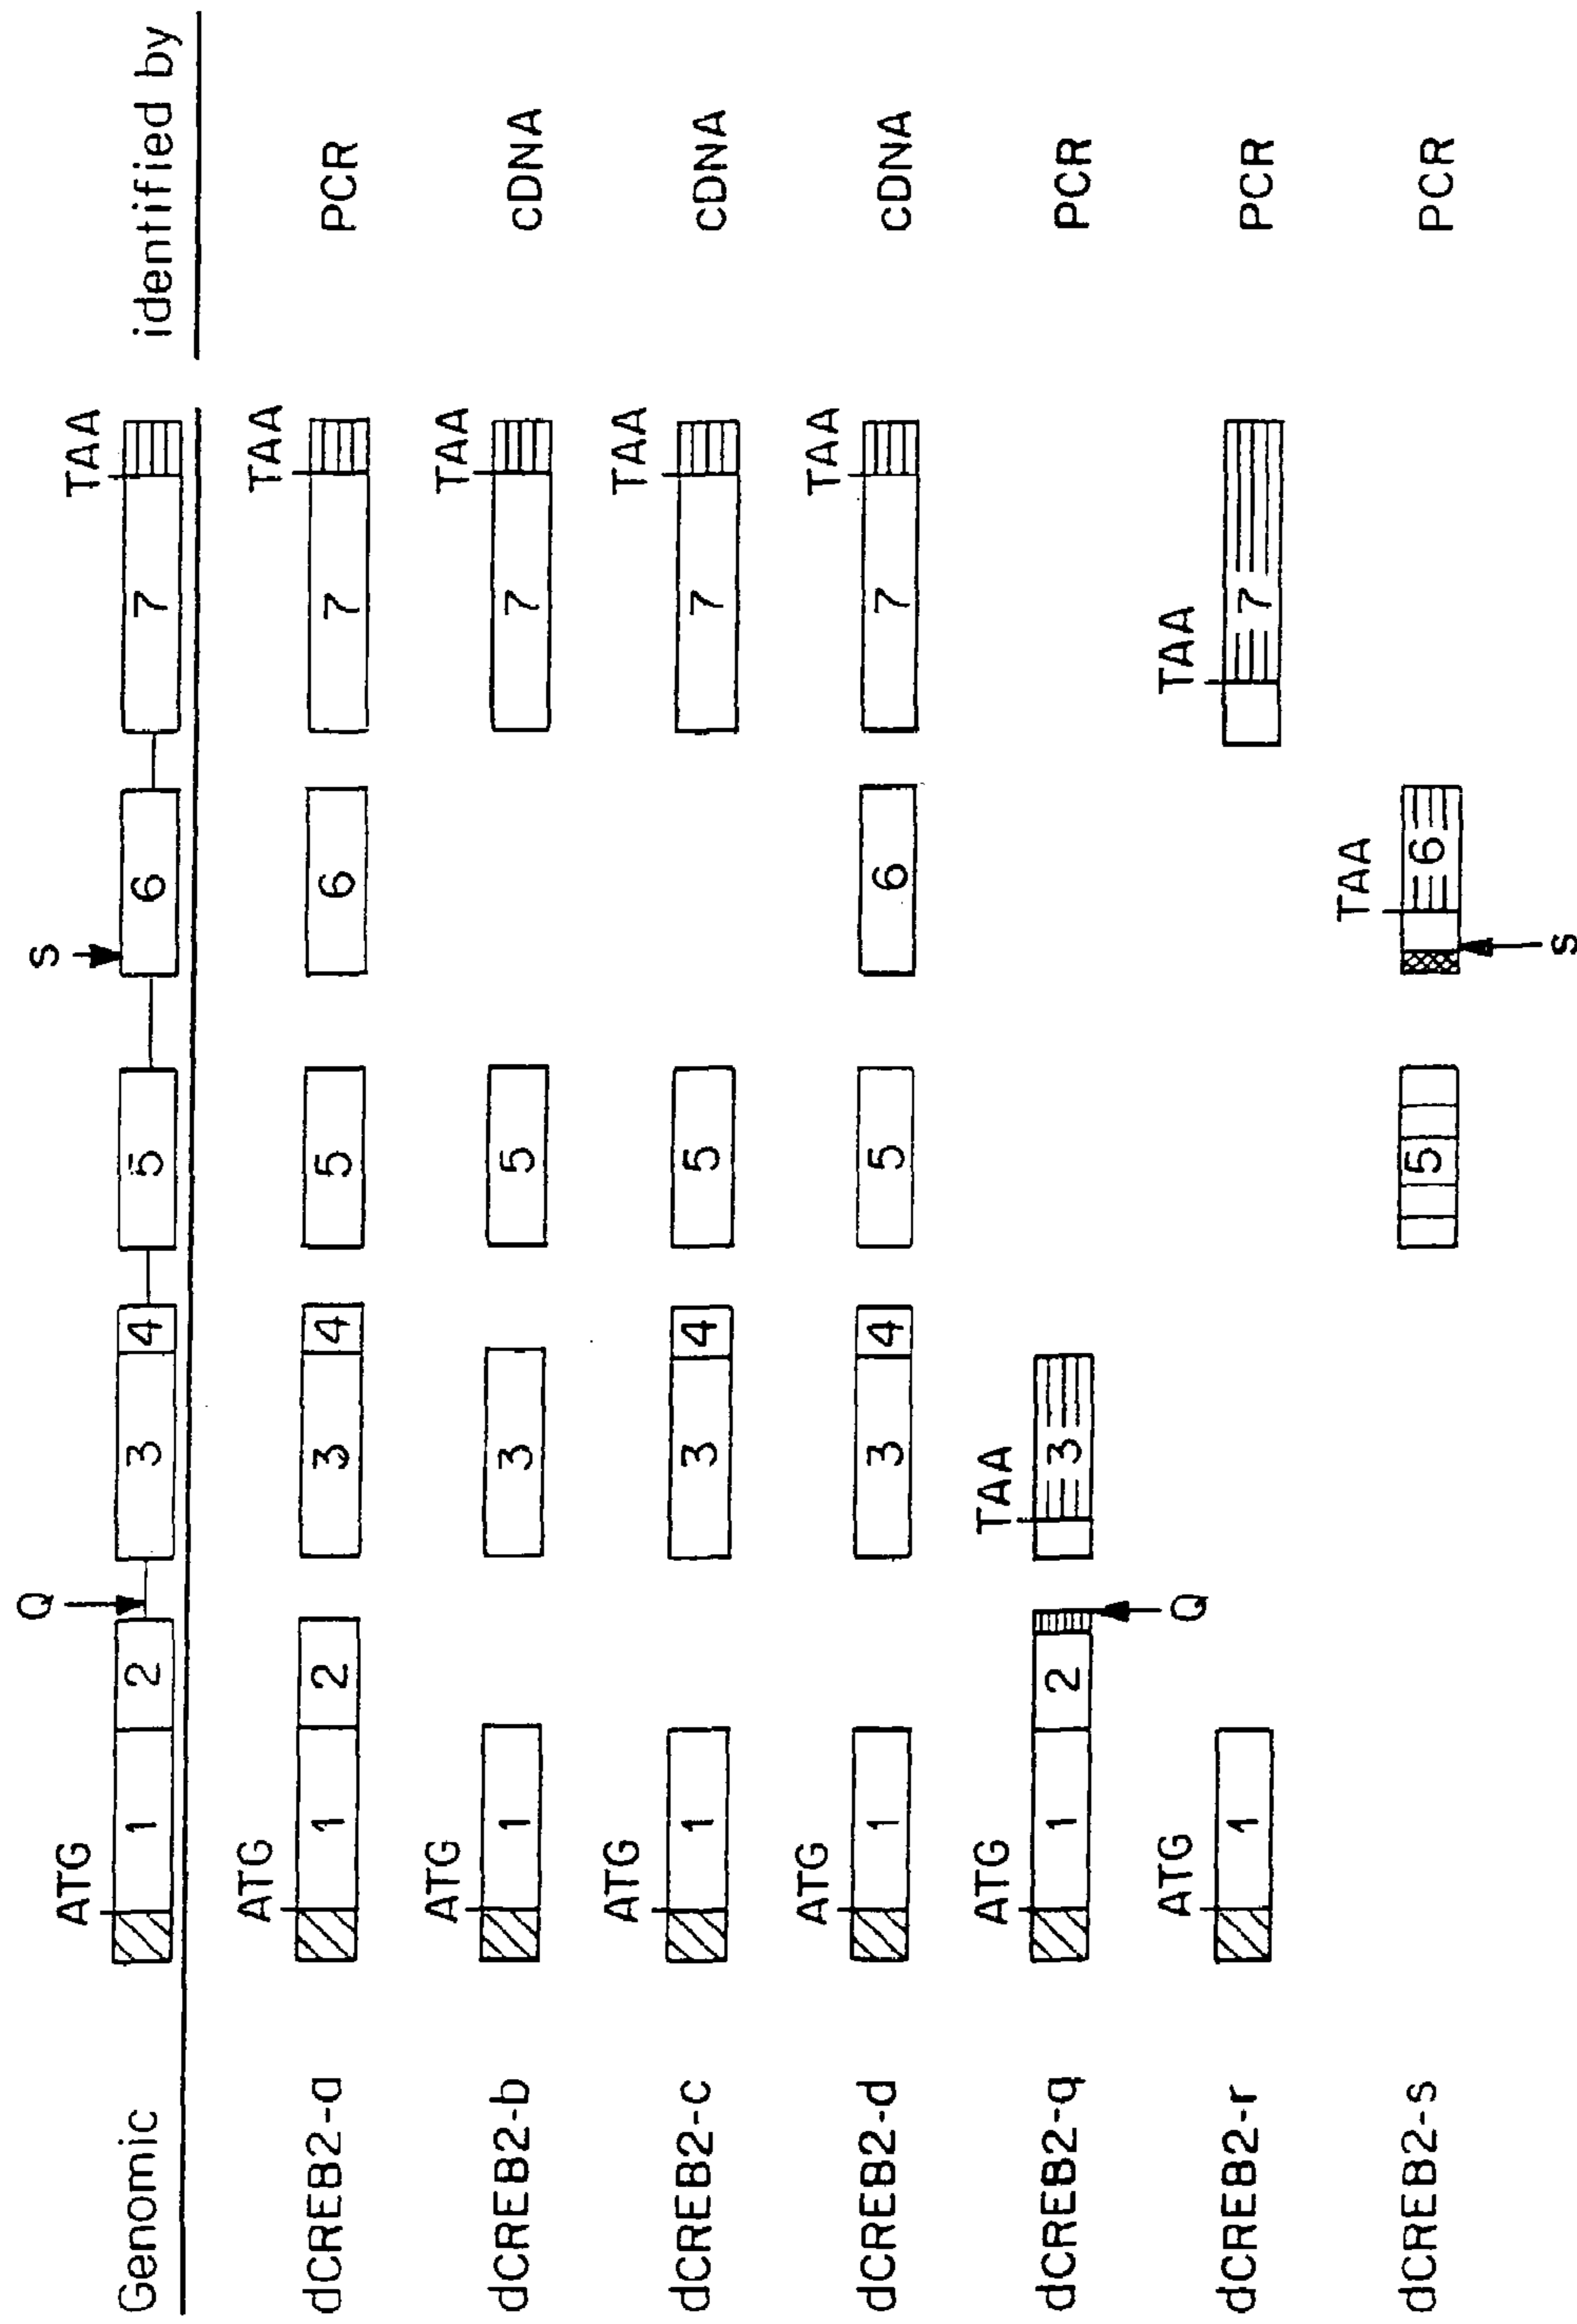 Q S
ATG TAA
Genomic 1 2 3 4 5 6 7 identified by
ATG TAA
dCREB2-a 1 2 3 4 5 6 7 PCR
ATG TAA
dCREB2-b 1 3 5 7 cDNA
ATG TAA
dCREB2-c 1 3 4 5 7 cDNA
ATG TAA
dCREB2-d 1 3 4 5 6 7 cDNA
ATG TAA
dCREB2-q 1 2 3 PCR
Q
ATG TAA
dCREB2-r 1 7 PCR
TAA
dCREB2-s 5 6 PCR
S